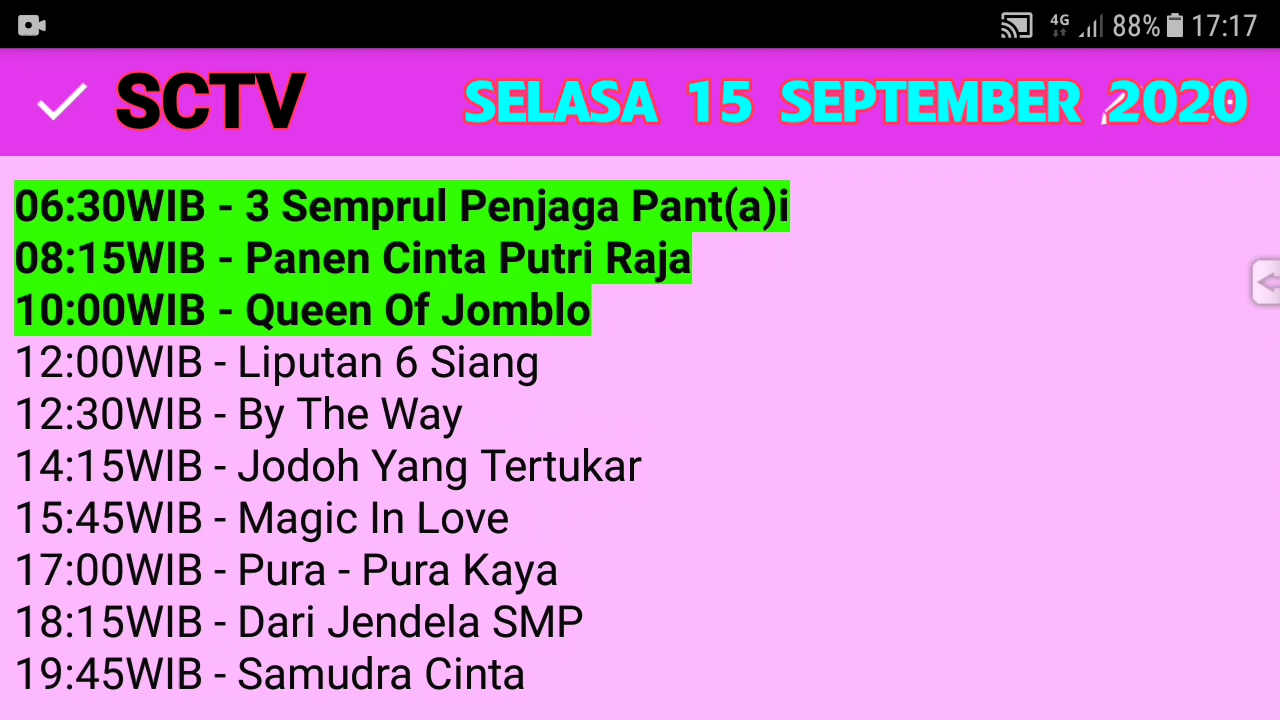 4G 88% 17:17
SCTV SELASA 15 SEPTEMBER 2020
06:30WIB - 3 Semprul Penjaga Pant(a)i
08:15WIB - Panen Cinta Putri Raja
10:00WIB - Queen Of Jomblo
12:00WIB - Liputan 6 Siang
12:30WIB - By The Way
14:15WIB - Jodoh Yang Tertukar
15:45WIB - Magic In Love
17:00WIB - Pura - Pura Kaya
18:15WIB - Dari Jendela SMP
19:45WIB - Samudra Cinta